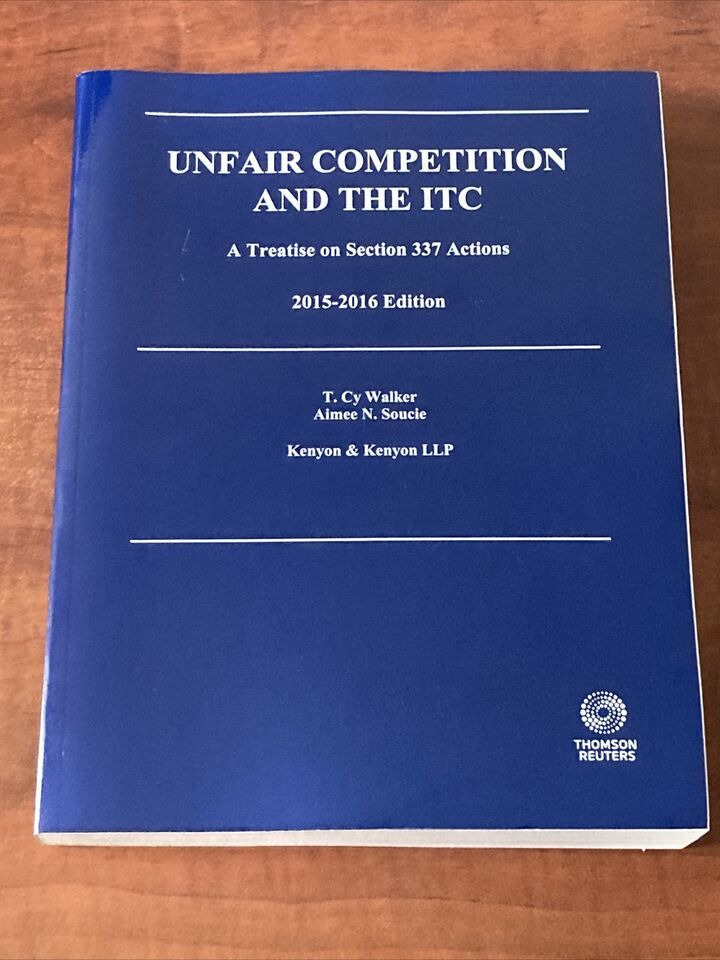 UNFAIR COMPETITION
AND THE ITC
A Treatise on Section 337 Actions
2015-2016 Edition
T. Cy Walker
Aimee N. Soucie
Kenyon & Kenyon LLP
THOMSON
REUTERS